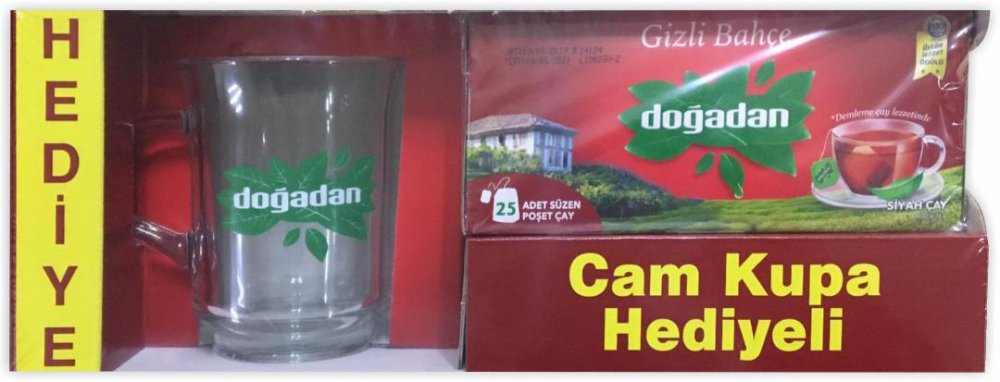 HEDİYE
doğadan
Gizli Bahçe
doğadan
"Demleme çay lezzetinde
25 ADET SÜZEN
POŞET ÇAY
SİYAH ÇAY
Cam Kupa
Hediyeli